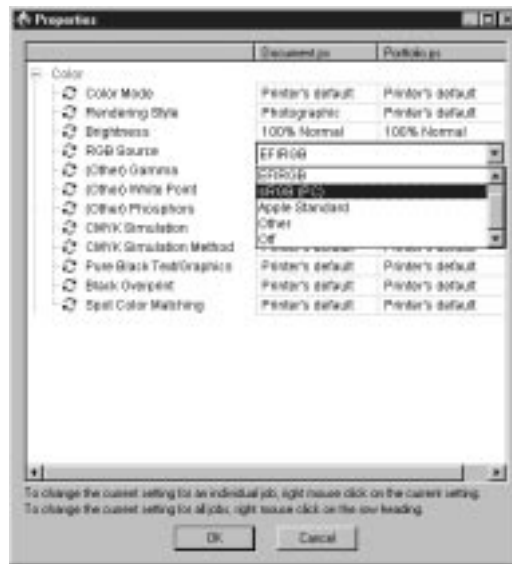 Properties
Document.ps Portfolio.ps
Color
Color Mode Printer's default Printer's default
Rendering Style Photographic Printer's default
Brightness 100% Normal 100% Normal
RGB Source EFIRGB
(Other) Gamma EFIRGB
(Other) White Point sRGB (PC)
(Other) Phosphors Apple Standard
CMYK Simulation Other
CMYK Simulation Method Off
Pure Black Text/Graphics Printer's default Printer's default
Black Overprint Printer's default Printer's default
Spot Color Matching Printer's default Printer's default
To change the current setting for an individual job, right mouse click on the current setting.
To change the current setting for all jobs, right mouse click on the row heading.
OK Cancel